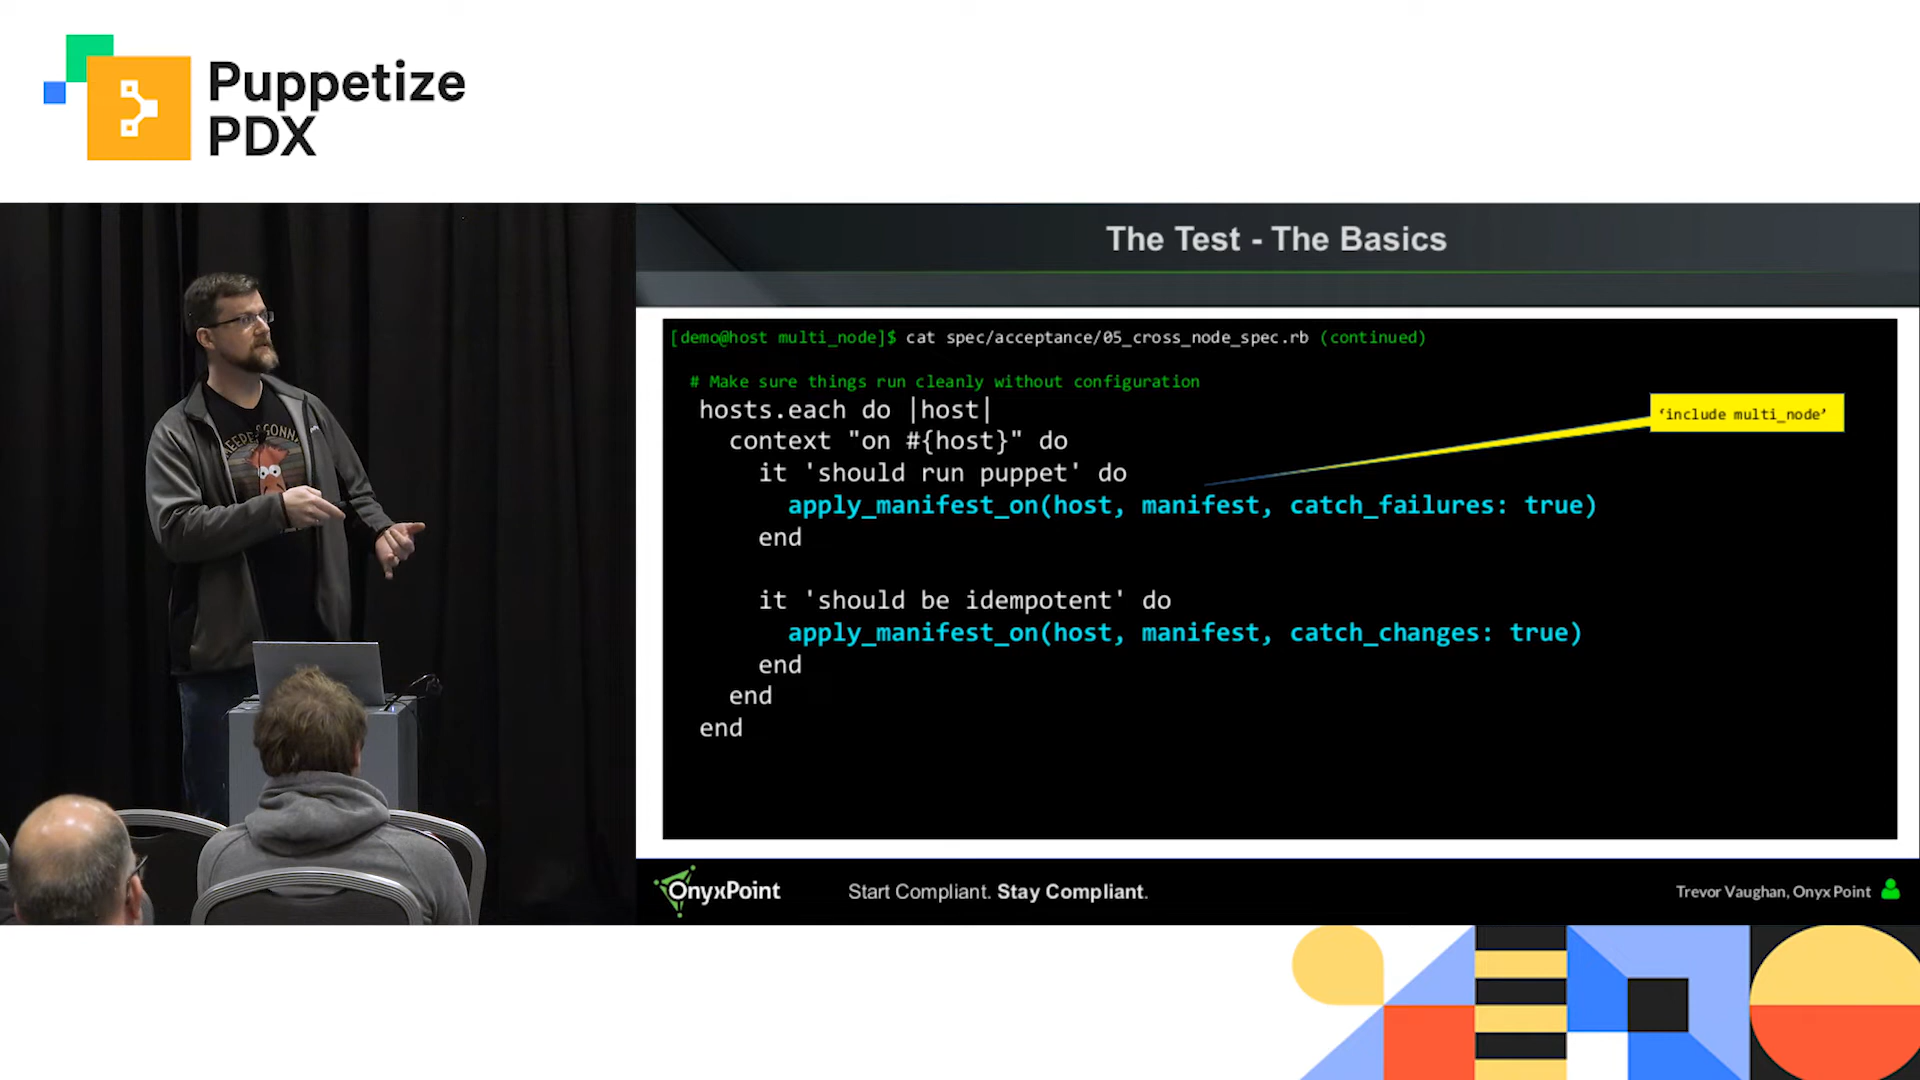 Puppetize
PDX
MEEPE GONN
The Test - The Basics
[demo@host multi_node]$ cat spec/acceptance/05_cross_node_spec.rb (continued)
# Make sure things run cleanly without configuration
hosts.each do |host|
context "on #{host}" do
it 'should run puppet' do
apply_manifest_on(host, manifest, catch_failures: true)
end
it 'should be idempotent' do
apply_manifest_on(host, manifest, catch_changes: true)
end
end
end
‘include multi_node’
OnyxPoint
Start Compliant. Stay Compliant.
Trevor Vaughan, Onyx Point